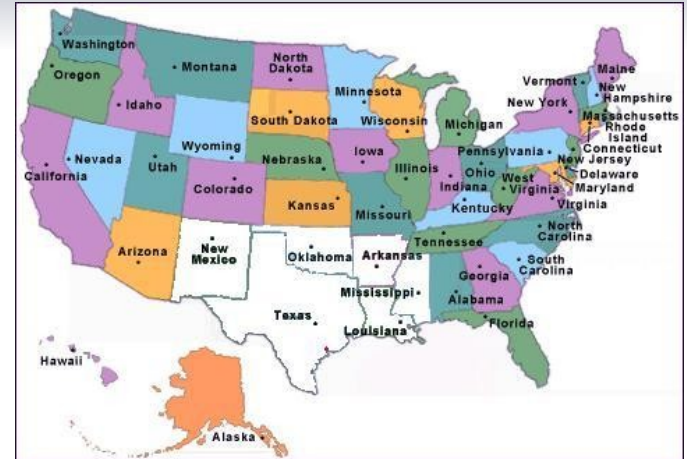 Washington
Oregon
Montana
Idaho
North
Dakota
South Dakota
Minnesota
Wisconsin
Michigan
Wyoming
Nevada
Utah
California
Colorado
Nebraska
Iowa
Illinois
Indiana
Ohio
Kansas
Missouri
Kentucky
West
Virginia
Pennsylvania
New York
Vermont
Maine
New
Hampshire
Massachusetts
Rhode
Island
Connecticut
New Jersey
Delaware
Maryland
Virginia
North
Carolina
South
Carolina
Tennessee
Arizona
New
Mexico
Oklahoma
Arkansas
Texas
Mississippi
Louisiana
Alabama
Georgia
Florida
Hawaii
Alaska